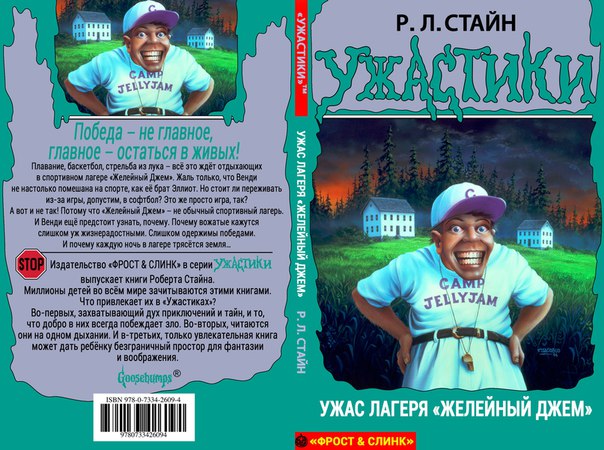 CAMP
JELLYJAM
Победа – не главное,
главное – остаться в живых!
Плавание, баскетбол, стрельба из лука – всё это ждёт отдыхающих
в спортивном лагере «Желейный Джем». Жаль только, что Венди
не настолько помешана на спорте, как её брат Эллиот. Но стоит ли переживать
из-за игры, допустим, в софтбол? Это же просто игра, так?
А вот и не так! Потому что «Желейный Джем» – не обычный спортивный лагерь.
И Венди ещё предстоит узнать, почему. Почему вожатые кажутся
слишком уж жизнерадостными. Слишком одержимы победами.
И почему каждую ночь в лагере трясётся земля...
STOP
Издательство «ФРОСТ & СЛИНК» в серии УЖАСТИКИ
выпускает книги Роберта Стайна.
Миллионы детей во всём мире зачитываются этими книгами.
Что привлекает их в «Ужастиках»?
Во-первых, захватывающий дух приключений и тайн, и то,
что добро в них всегда побеждает зло. Во-вторых, читаются
они на одном дыхании. И в-третьих, только увлекательная книга
может дать ребёнку безграничный простор для фантазии
и воображения.
Goosebumps®
ISBN 978-0-7334-2609-4
9780733426094
«УЖАСТИКИ»™
УЖАС ЛАГЕРЯ «ЖЕЛЕЙНЫЙ ДЖЕМ»
Р. Л. СТАЙН
Р. Л. СТАЙН
УЖАСТИКИ
C
CAMP
JELLYJAM
УЖАС ЛАГЕРЯ «ЖЕЛЕЙНЫЙ ДЖЕМ»
«ФРОСТ & СЛИНК»